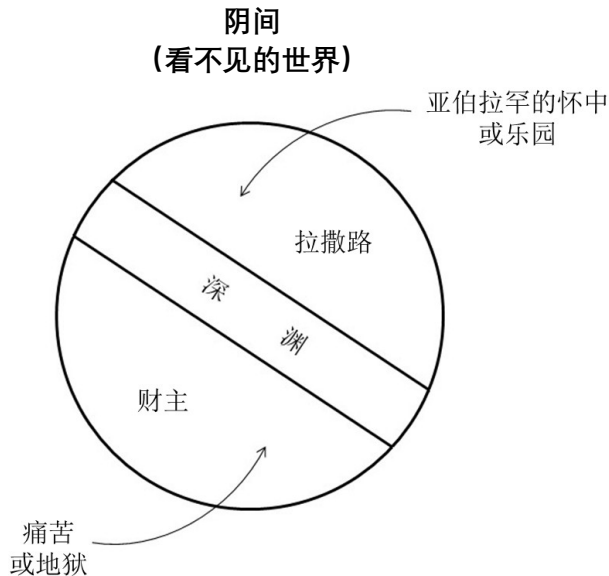 阴间
（看不见的世界）
亚伯拉罕的怀中
或乐园
拉撒路
深 渊
财主
痛苦
或地狱